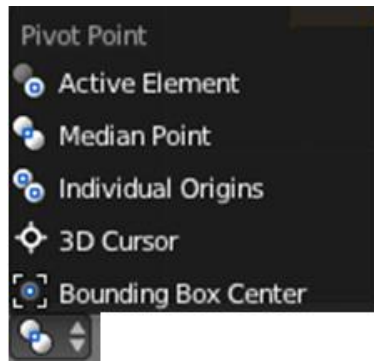 Pivot Point
Active Element
Median Point
Individual Origins
3D Cursor
Bounding Box Center